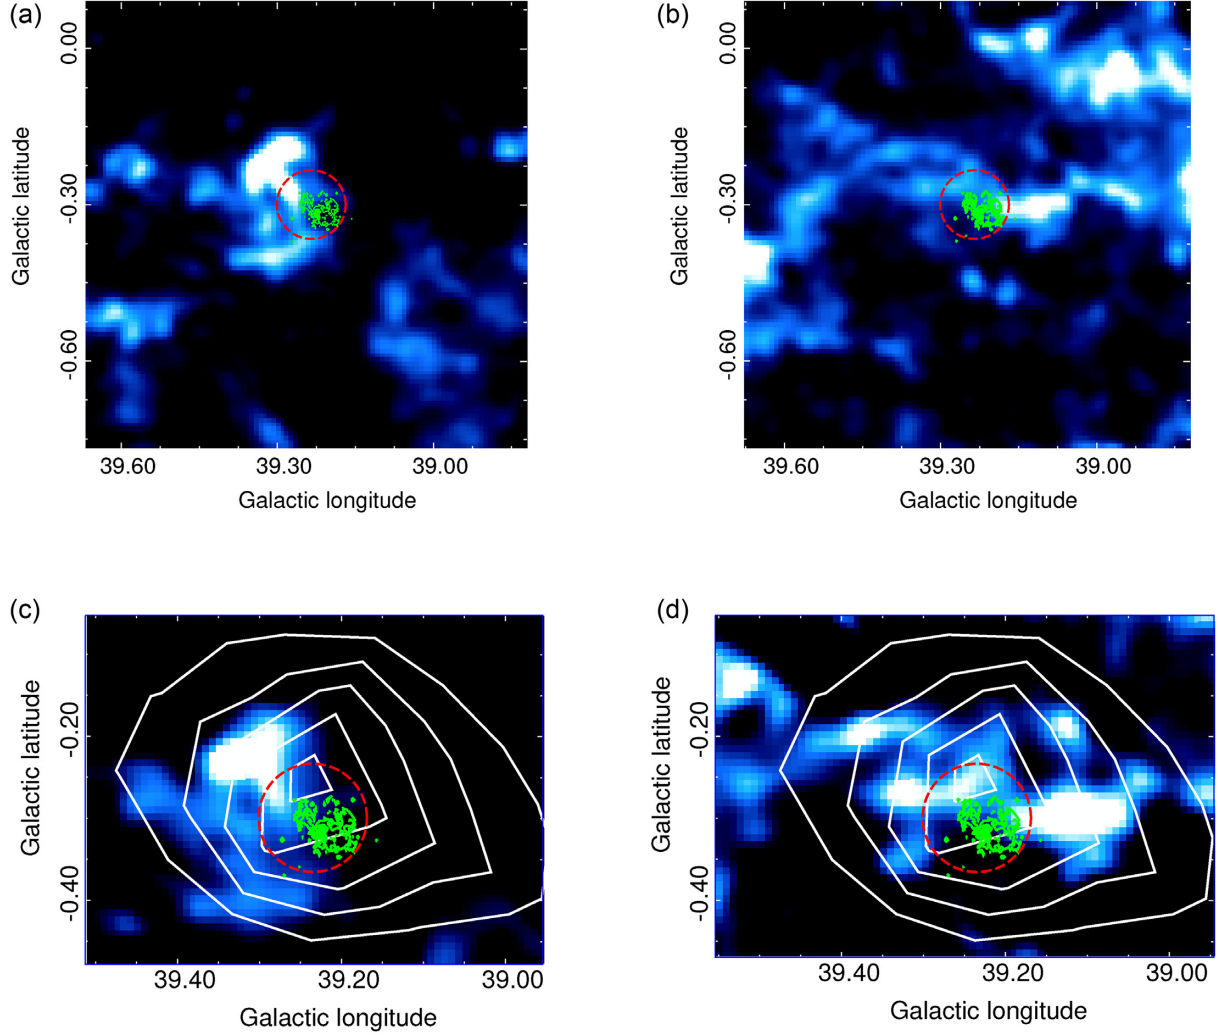 (a)
0.00
-0.30
-0.60
Galactic latitude
39.60
39.30
39.00
Galactic longitude
(b)
0.00
-0.30
-0.60
Galactic latitude
39.60
39.30
39.00
Galactic longitude
(c)
-0.20
-0.40
Galactic latitude
39.40
39.20
39.00
Galactic longitude
(d)
-0.20
-0.40
Galactic latitude
39.40
39.20
39.00
Galactic longitude